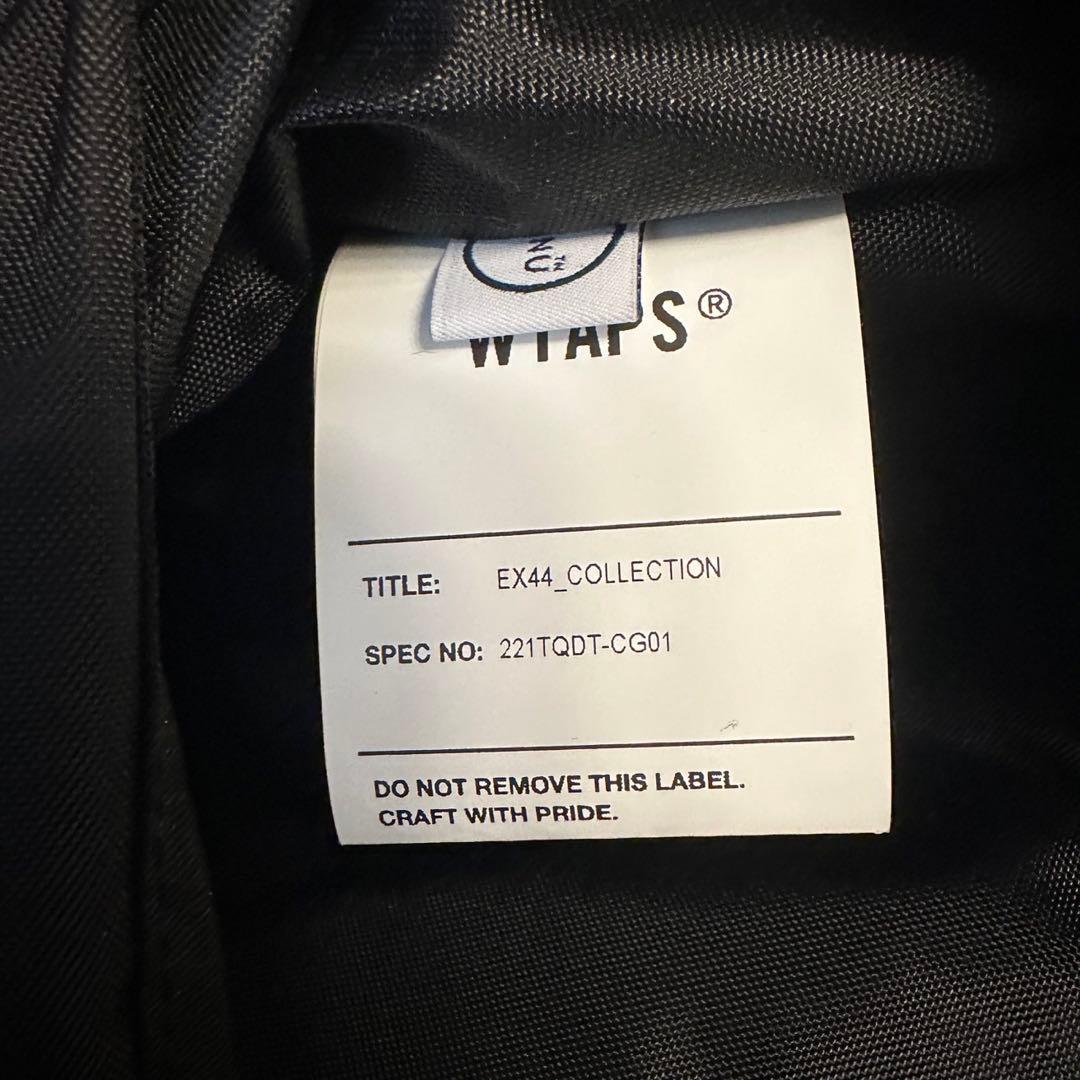 WTAPS®
TITLE: EX44_COLLECTION
SPEC NO: 221TQDT-CG01
DO NOT REMOVE THIS LABEL.
CRAFT WITH PRIDE.